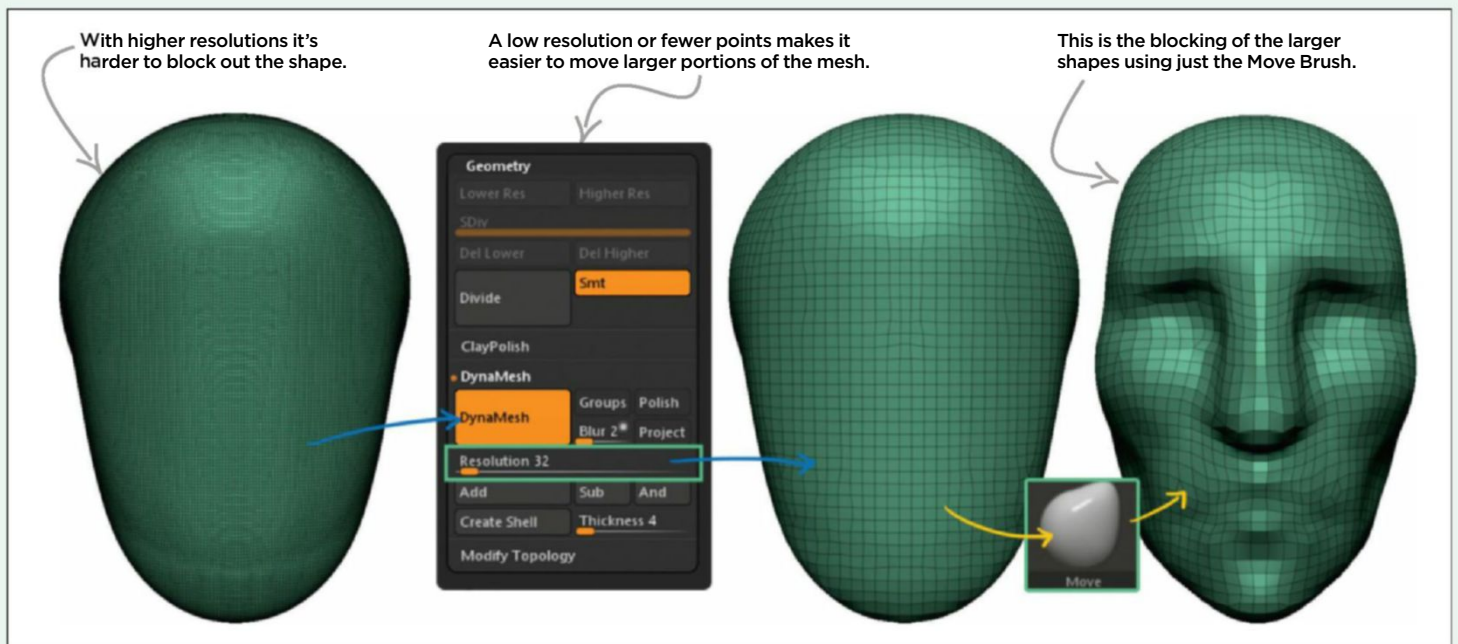 With higher resolutions it's
harder to block out the shape.
A low resolution or fewer points makes it
easier to move larger portions of the mesh.
This is the blocking of the larger
shapes using just the Move Brush.
Geometry
Lower Res
Higher Res
SDiv
Del Lower
Del Higher
Divide
Smt
ClayPolish
DynaMesh
DynaMesh
Groups
Polish
Blur 2
Project
Resolution 32
Add
Sub
And
Create Shell
Thickness 4
Modify Topology
Move